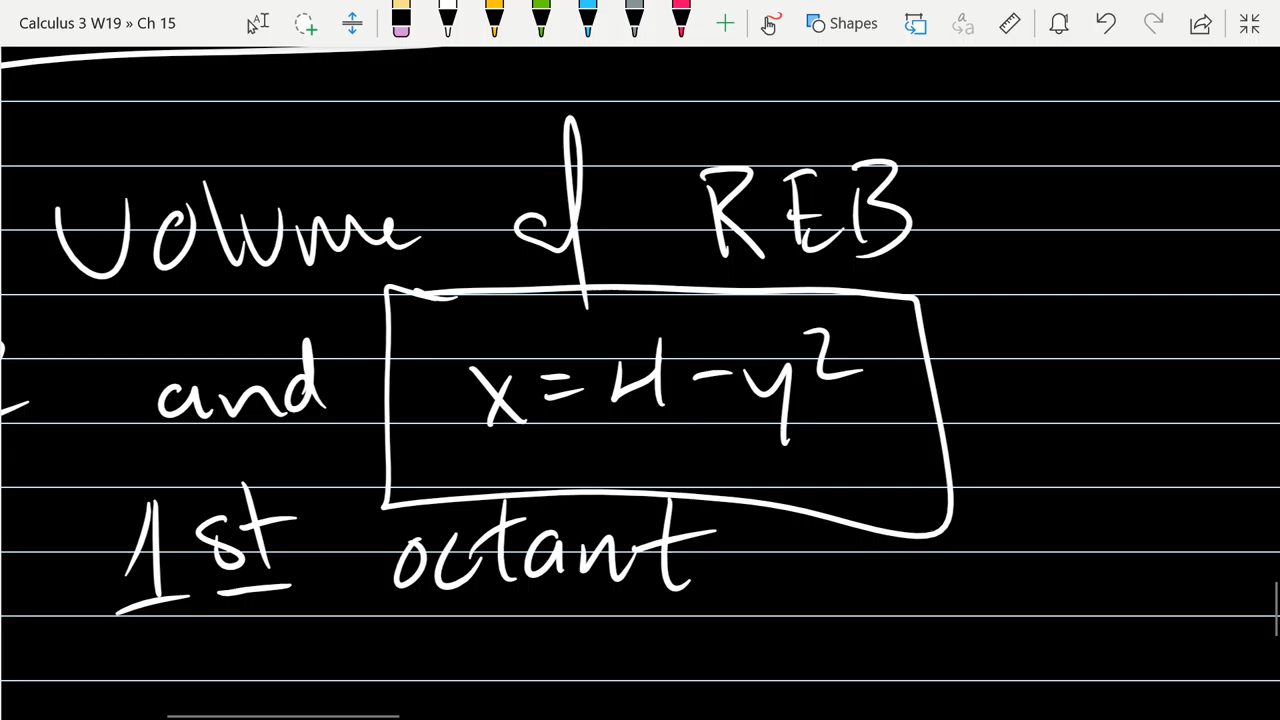 Calculus 3 W19 » Ch 15
Shapes
Volume of REB
and x = 4 - y²
1st octant